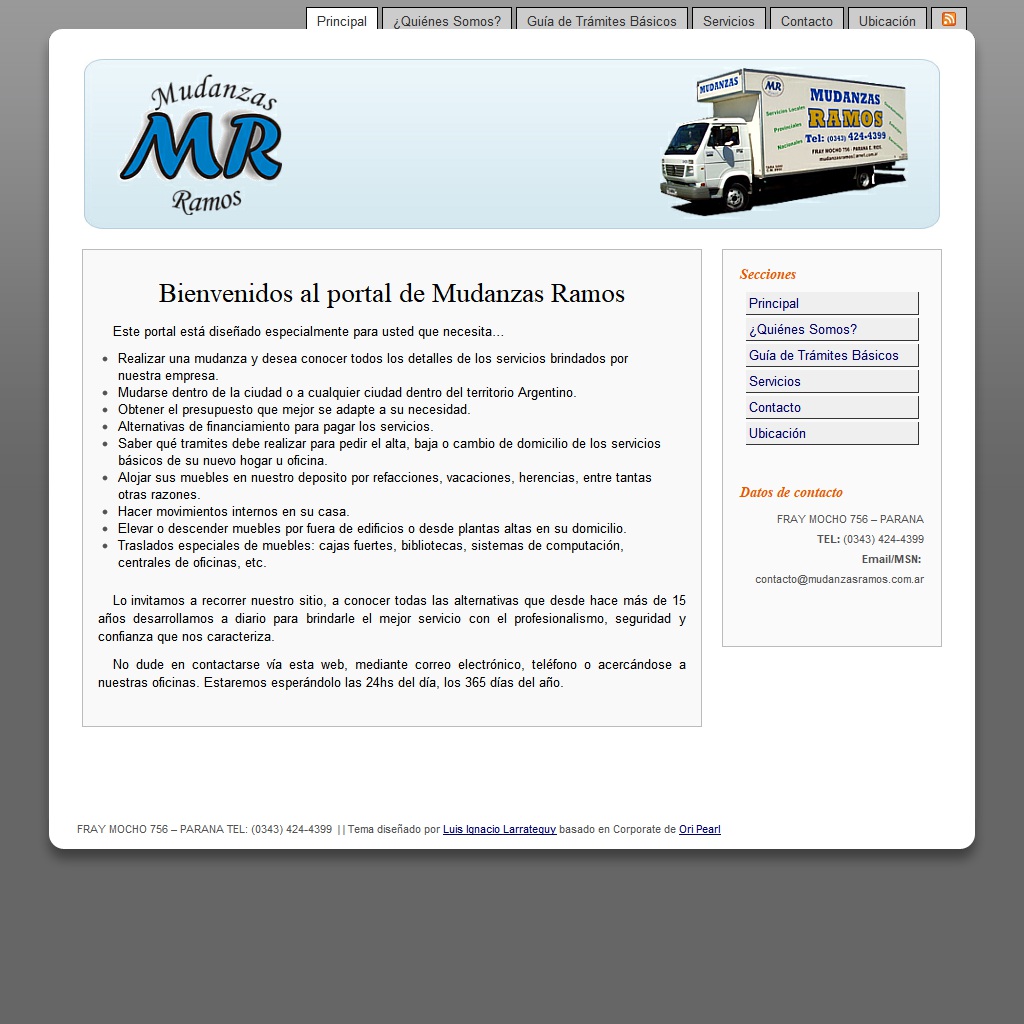 Principal
¿Quiénes Somos?
Guía de Trámites Básicos
Servicios
Contacto
Ubicación
Mudanzas
MR
Ramos
MUDANZAS
MR
MUDANZAS
RAMOS
Servicios Locales
Provinciales
Nacionales
Tel: (0343) 424-4399
FRAY MOCHO 756 - PARANA E. RIOS
Bienvenidos al portal de Mudanzas Ramos
Este portal está diseñado especialmente para usted que necesita…
Realizar una mudanza y desea conocer todos los detalles de los servicios brindados por
nuestra empresa.
Mudarse dentro de la ciudad o a cualquier ciudad dentro del territorio Argentino.
Obtener el presupuesto que mejor se adapte a su necesidad.
Alternativas de financiamiento para pagar los servicios.
Saber qué tramites debe realizar para pedir el alta, baja o cambio de domicilio de los servicios
básicos de su nuevo hogar u oficina.
Alojar sus muebles en nuestro deposito por refacciones, vacaciones, herencias, entre tantas
otras razones.
Hacer movimientos internos en su casa.
Elevar o descender muebles por fuera de edificios o desde plantas altas en su domicilio.
Traslados especiales de muebles: cajas fuertes, bibliotecas, sistemas de computación,
centrales de oficinas, etc.
Lo invitamos a recorrer nuestro sitio, a conocer todas las alternativas que desde hace más de 15
años desarrollamos a diario para brindarle el mejor servicio con el profesionalismo, seguridad y
confianza que nos caracteriza.
No dude en contactarse vía esta web, mediante correo electrónico, teléfono o acercándose a
nuestras oficinas. Estaremos esperándolo las 24hs del día, los 365 días del año.
Secciones
Principal
¿Quiénes Somos?
Guía de Trámites Básicos
Servicios
Contacto
Ubicación
Datos de contacto
FRAY MOCHO 756 – PARANA
TEL: (0343) 424-4399
Email/MSN:
contacto@mudanzasramos.com.ar
FRAY MOCHO 756 – PARANA TEL: (0343) 424-4399 | | Tema diseñado por Luis Ignacio Larrateguy basado en Corporate de Ori Pearl